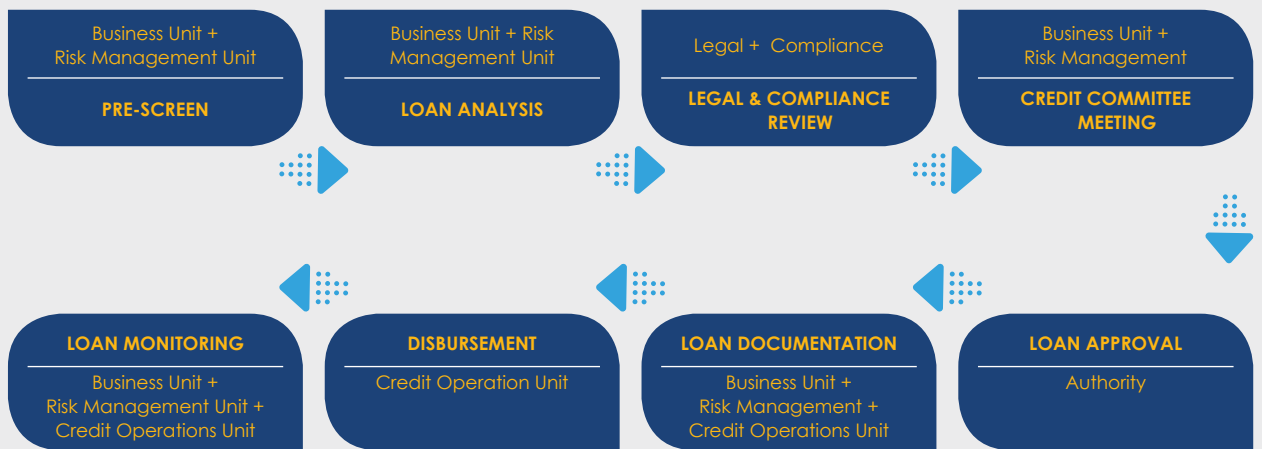 Business Unit +
Risk Management Unit
PRE-SCREEN
Business Unit + Risk
Management Unit
LOAN ANALYSIS
Legal + Compliance
LEGAL & COMPLIANCE
REVIEW
Business Unit +
Risk Management
CREDIT COMMITTEE
MEETING
LOAN APPROVAL
Authority
LOAN DOCUMENTATION
Business Unit +
Risk Management +
Credit Operations Unit
DISBURSEMENT
Credit Operation Unit
LOAN MONITORING
Business Unit +
Risk Management Unit +
Credit Operations Unit